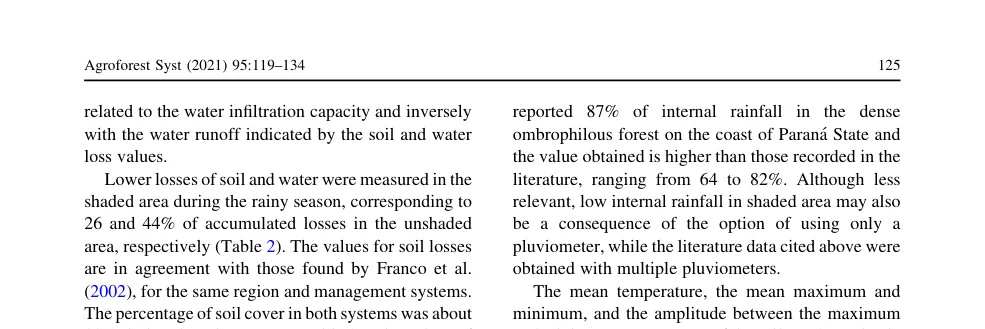 Agroforest Syst (2021) 95:119–134
125
related to the water infiltration capacity and inversely
with the water runoff indicated by the soil and water
loss values.
Lower losses of soil and water were measured in the
shaded area during the rainy season, corresponding to
26 and 44% of accumulated losses in the unshaded
area, respectively (Table 2). The values for soil losses
are in agreement with those found by Franco et al.
(2002), for the same region and management systems.
The percentage of soil cover in both systems was about
reported 87% of internal rainfall in the dense
ombrophilous forest on the coast of Paraná State and
the value obtained is higher than those recorded in the
literature, ranging from 64 to 82%. Although less
relevant, low internal rainfall in shaded area may also
be a consequence of the option of using only a
pluviometer, while the literature data cited above were
obtained with multiple pluviometers.
The mean temperature, the mean maximum and
minimum, and the amplitude between the maximum